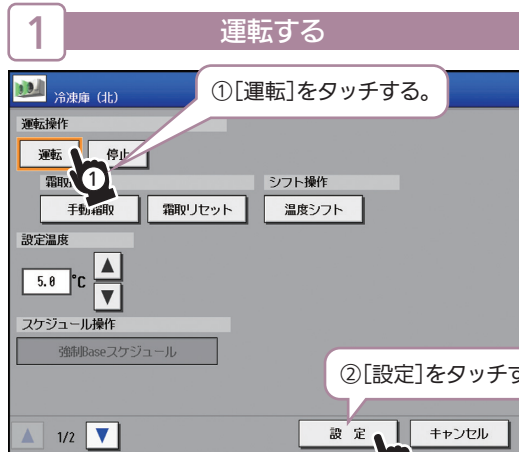 1 運転する
冷凍庫（北）
①[運転]をタッチする。
運転操作
運転 停止
1
霜取 シフト操作
手動霜取 霜取リセット 温度シフト
設定温度
5.0 °C ▲
▼
スケジュール操作
強制Baseスケジュール
②[設定]をタッチす
▲ 1/2 ▼ 設 定 キャンセル